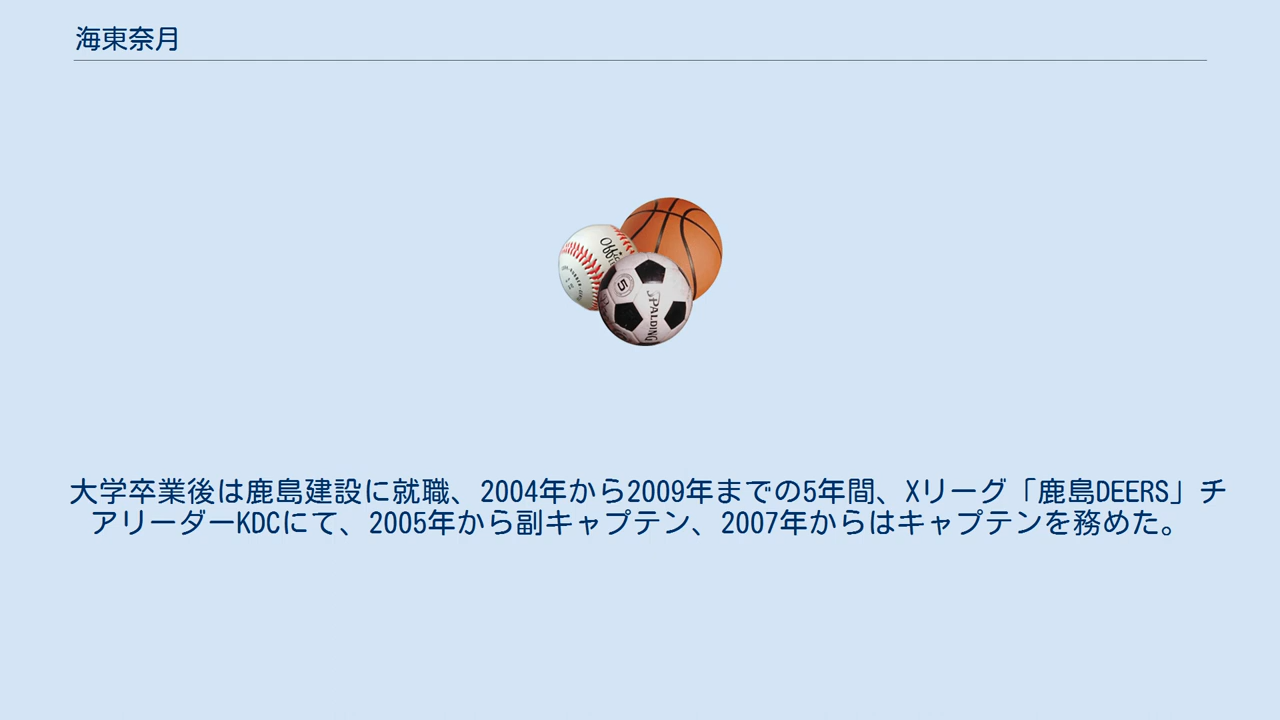 海東奈月
5
SPALDING
大学卒業後は鹿島建設に就職、2004年から2009年までの5年間、Xリーグ「鹿島DEERS」チ
アリーダーKDCにて、2005年から副キャプテン、2007年からはキャプテンを務めた。